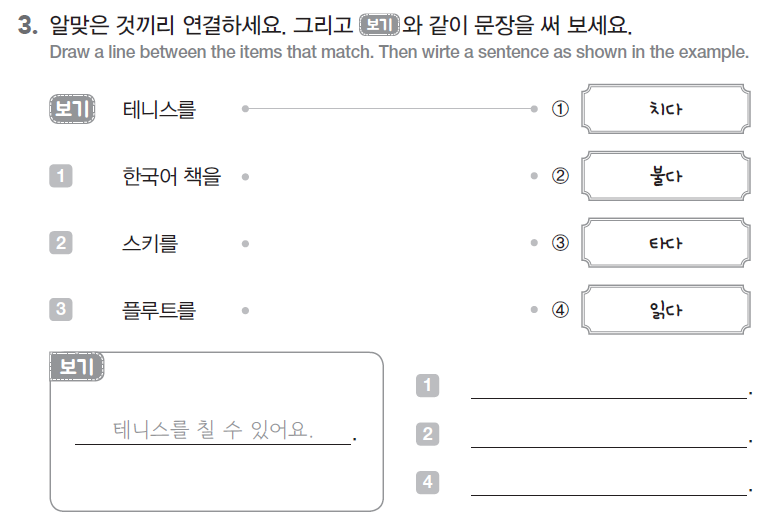 3. 알맞은 것끼리 연결하세요. 그리고 보기 와 같이 문장을 써 보세요.
Draw a line between the items that match. Then wirte a sentence as shown in the example.
보기 테니스를 ① 치다
1 한국어 책을 ② 불다
2 스키를 ③ 타다
3 플루트를 ④ 읽다
보기
테니스를 칠 수 있어요.
.
1 .
2 .
4 .